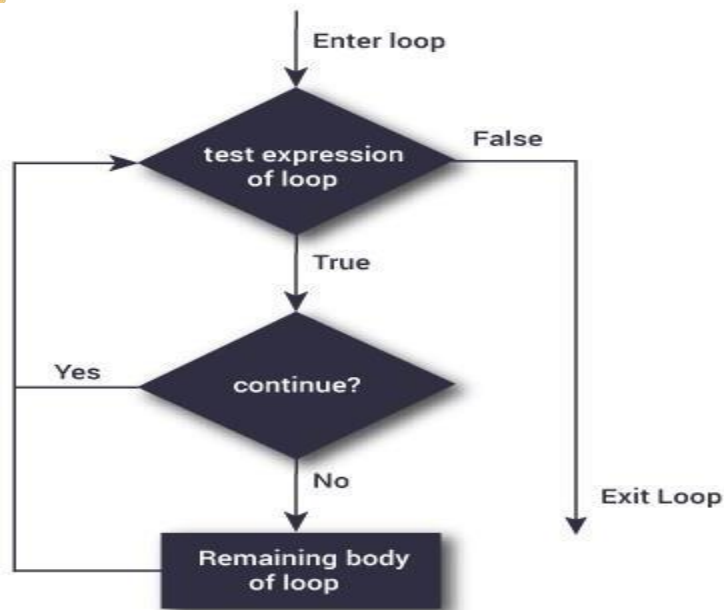 Enter loop
test expression
of loop
False
True
Yes
continue?
No
Exit Loop
Remaining body
of loop